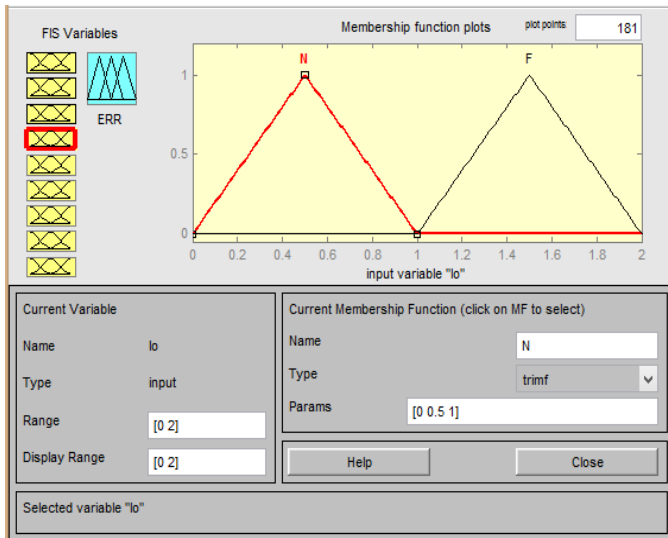 FIS Variables
Membership function plots
plot points:
181
ERR
N
F
1
0.5
0
0
0.2
0.4
0.6
0.8
1
1.2
1.4
1.6
1.8
2
input variable "Io"
Current Variable
Name
Io
Type
input
Range
[0 2]
Display Range
[0 2]
Current Membership Function (click on MF to select)
Name
N
Type
trimf
Params
[0 0.5 1]
Help
Close
Selected variable "Io"